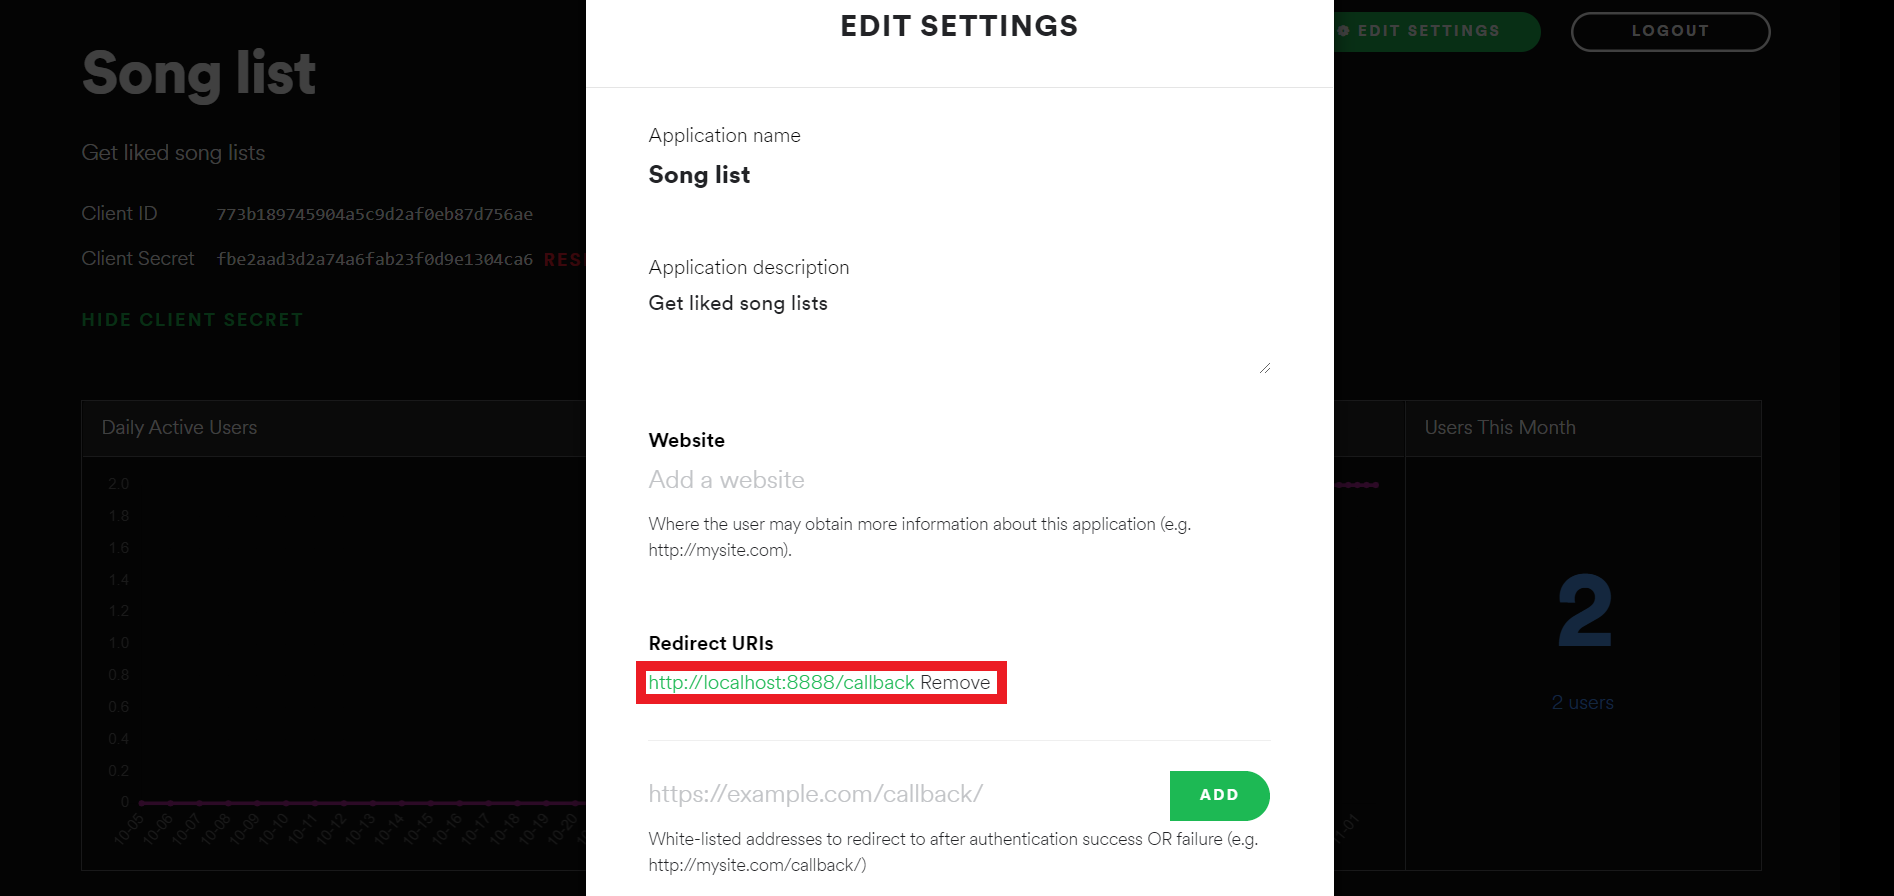 EDIT SETTINGS
EDIT SETTINGS
LOGOUT
Song list
Get liked song lists
Client ID 773b189745904a5c9d2af0eb87d756ae
Client Secret fbe2aad3d2a74a6fab23f0d9e1304ca6
HIDE CLIENT SECRET
Application name
Song list
Application description
Get liked song lists
Website
Add a website
Where the user may obtain more information about this application (e.g.
http://mysite.com).
Redirect URIs
http://localhost:8888/callback Remove
https://example.com/callback/
ADD
White-listed addresses to redirect to after authentication success OR failure (e.g.
http://mysite.com/callback/)
Daily Active Users
2.0
1.8
1.6
1.4
1.2
1.0
0.8
0.6
0.4
0.2
0
10-05 10-06 10-07 10-08 10-09 10-10 10-11 10-12 10-13 10-14 10-15 10-16 10-17 10-18 10-19 10-20
Users This Month
2
2 users